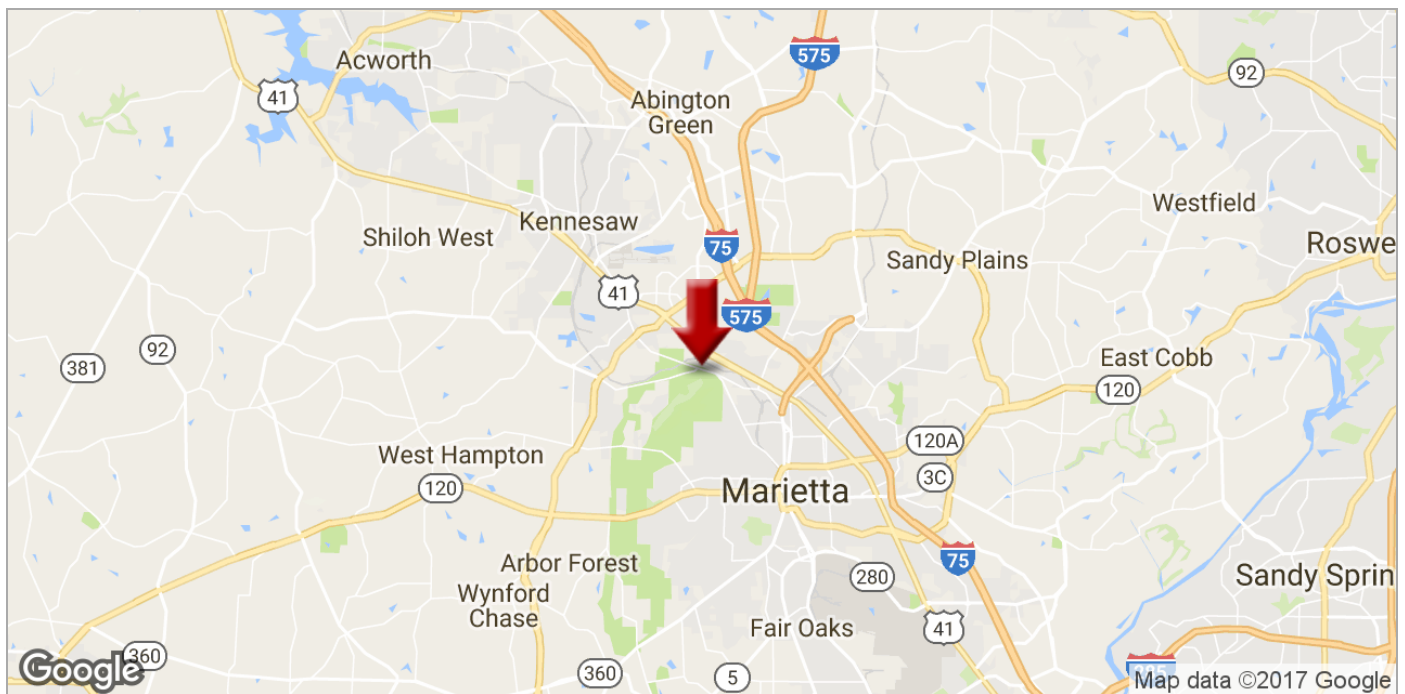 Acworth
575
92
41
Abington
Green
Westfield
Kennesaw
Shiloh West
75
Roswe
Sandy Plains
41
575
92
381
East Cobb
120
120A
West Hampton
3C
120
Marietta
Arbor Forest
75
280
Sandy Sprin
Wynford
Chase
Fair Oaks
41
360
360
5
Google
Map data ©2017 Google